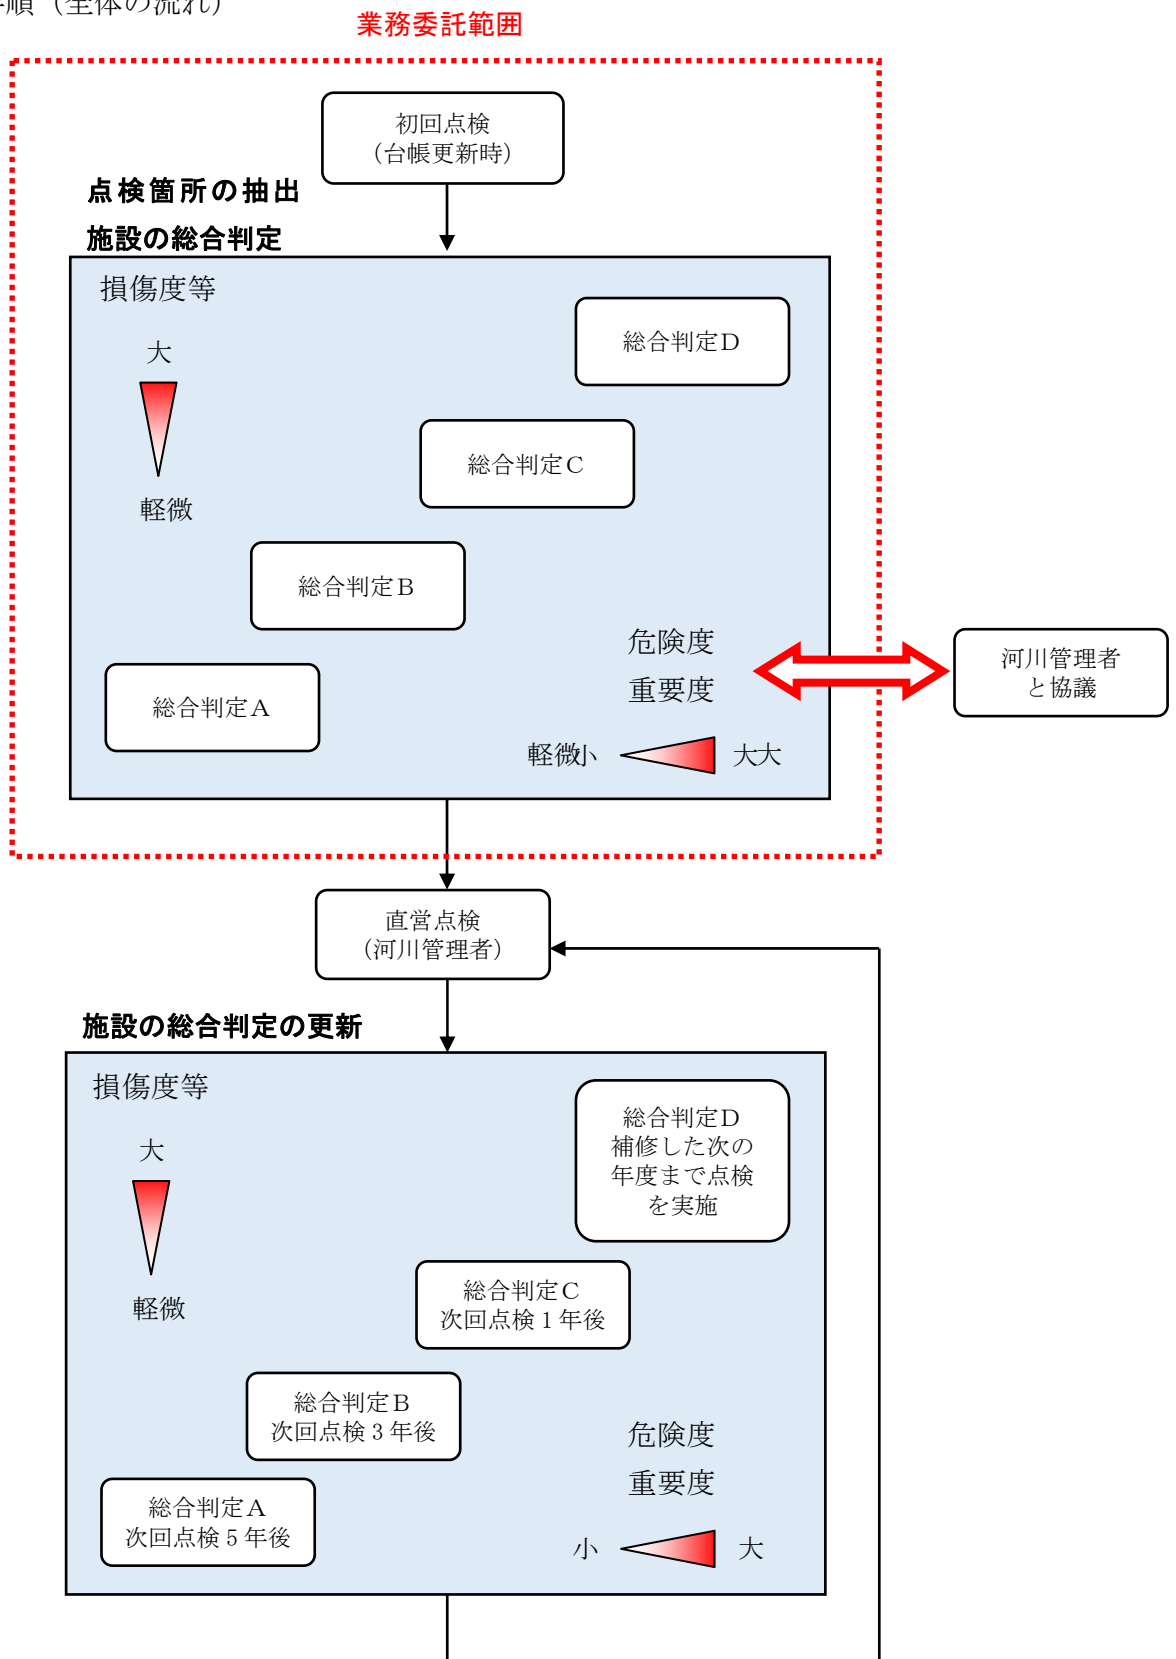 順（全体の流れ）
業務委託範囲
初回点検
（台帳更新時）
点検箇所の抽出
施設の総合判定
損傷度等
大
軽微
総合判定Ｄ
総合判定Ｃ
総合判定Ｂ
総合判定Ａ
危険度
重要度
軽微小
大大
河川管理者
と協議
直営点検
（河川管理者）
施設の総合判定の更新
損傷度等
大
軽微
総合判定Ｄ
補修した次の
年度まで点検
を実施
総合判定Ｃ
次回点検１年後
総合判定Ｂ
次回点検３年後
総合判定Ａ
次回点検５年後
危険度
重要度
小
大